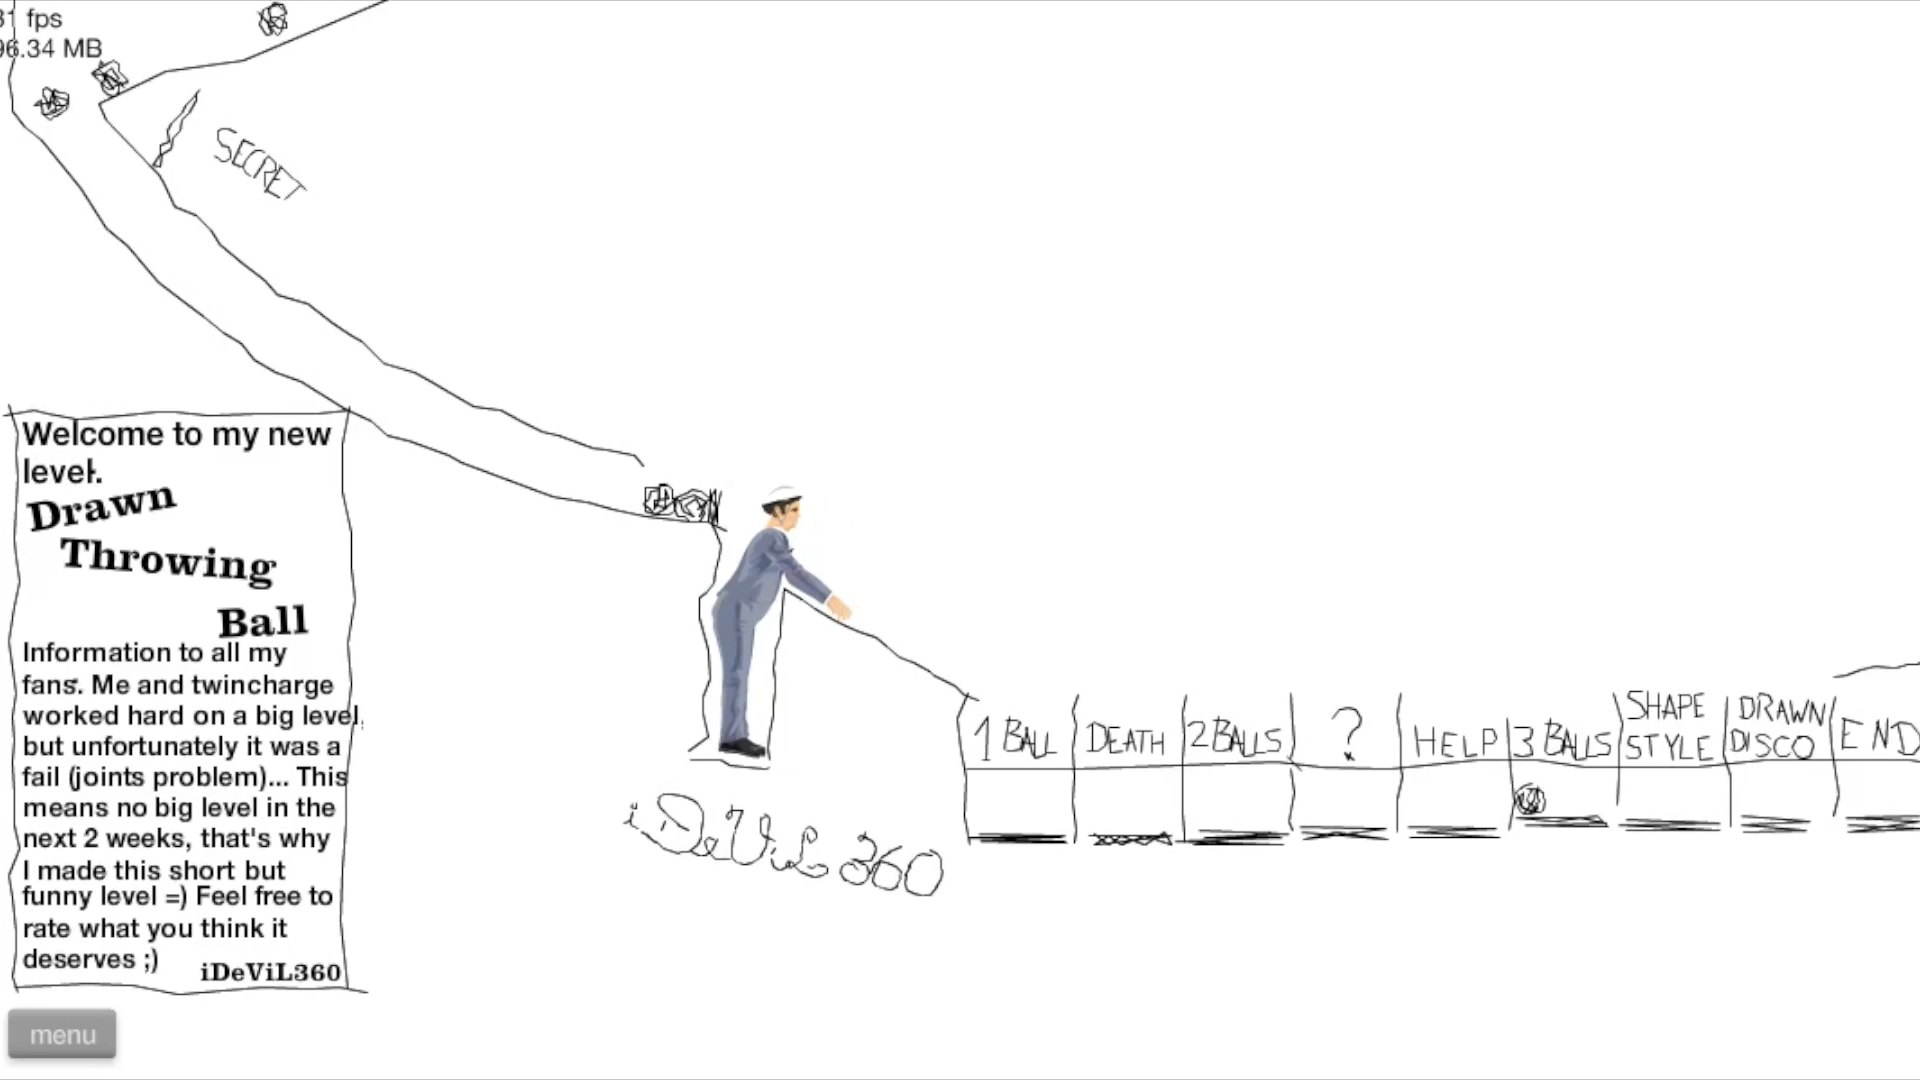 31 fps
96.34 MB
SECRET
Welcome to my new
level.
Drawn
Throwing
Ball
Information to all my
fans. Me and twincharge
worked hard on a big level,
but unfortunately it was a
fail (joints problem)... This
means no big level in the
next 2 weeks, that's why
I made this short but
funny level =) Feel free to
rate what you think it
deserves ;)
iDeViL360
1 BALL
DEATH
2 BALLS
?
HELP
3 BALLS
SHAPE
STYLE
DRAWN
DISCO
END
iDeViL360
menu